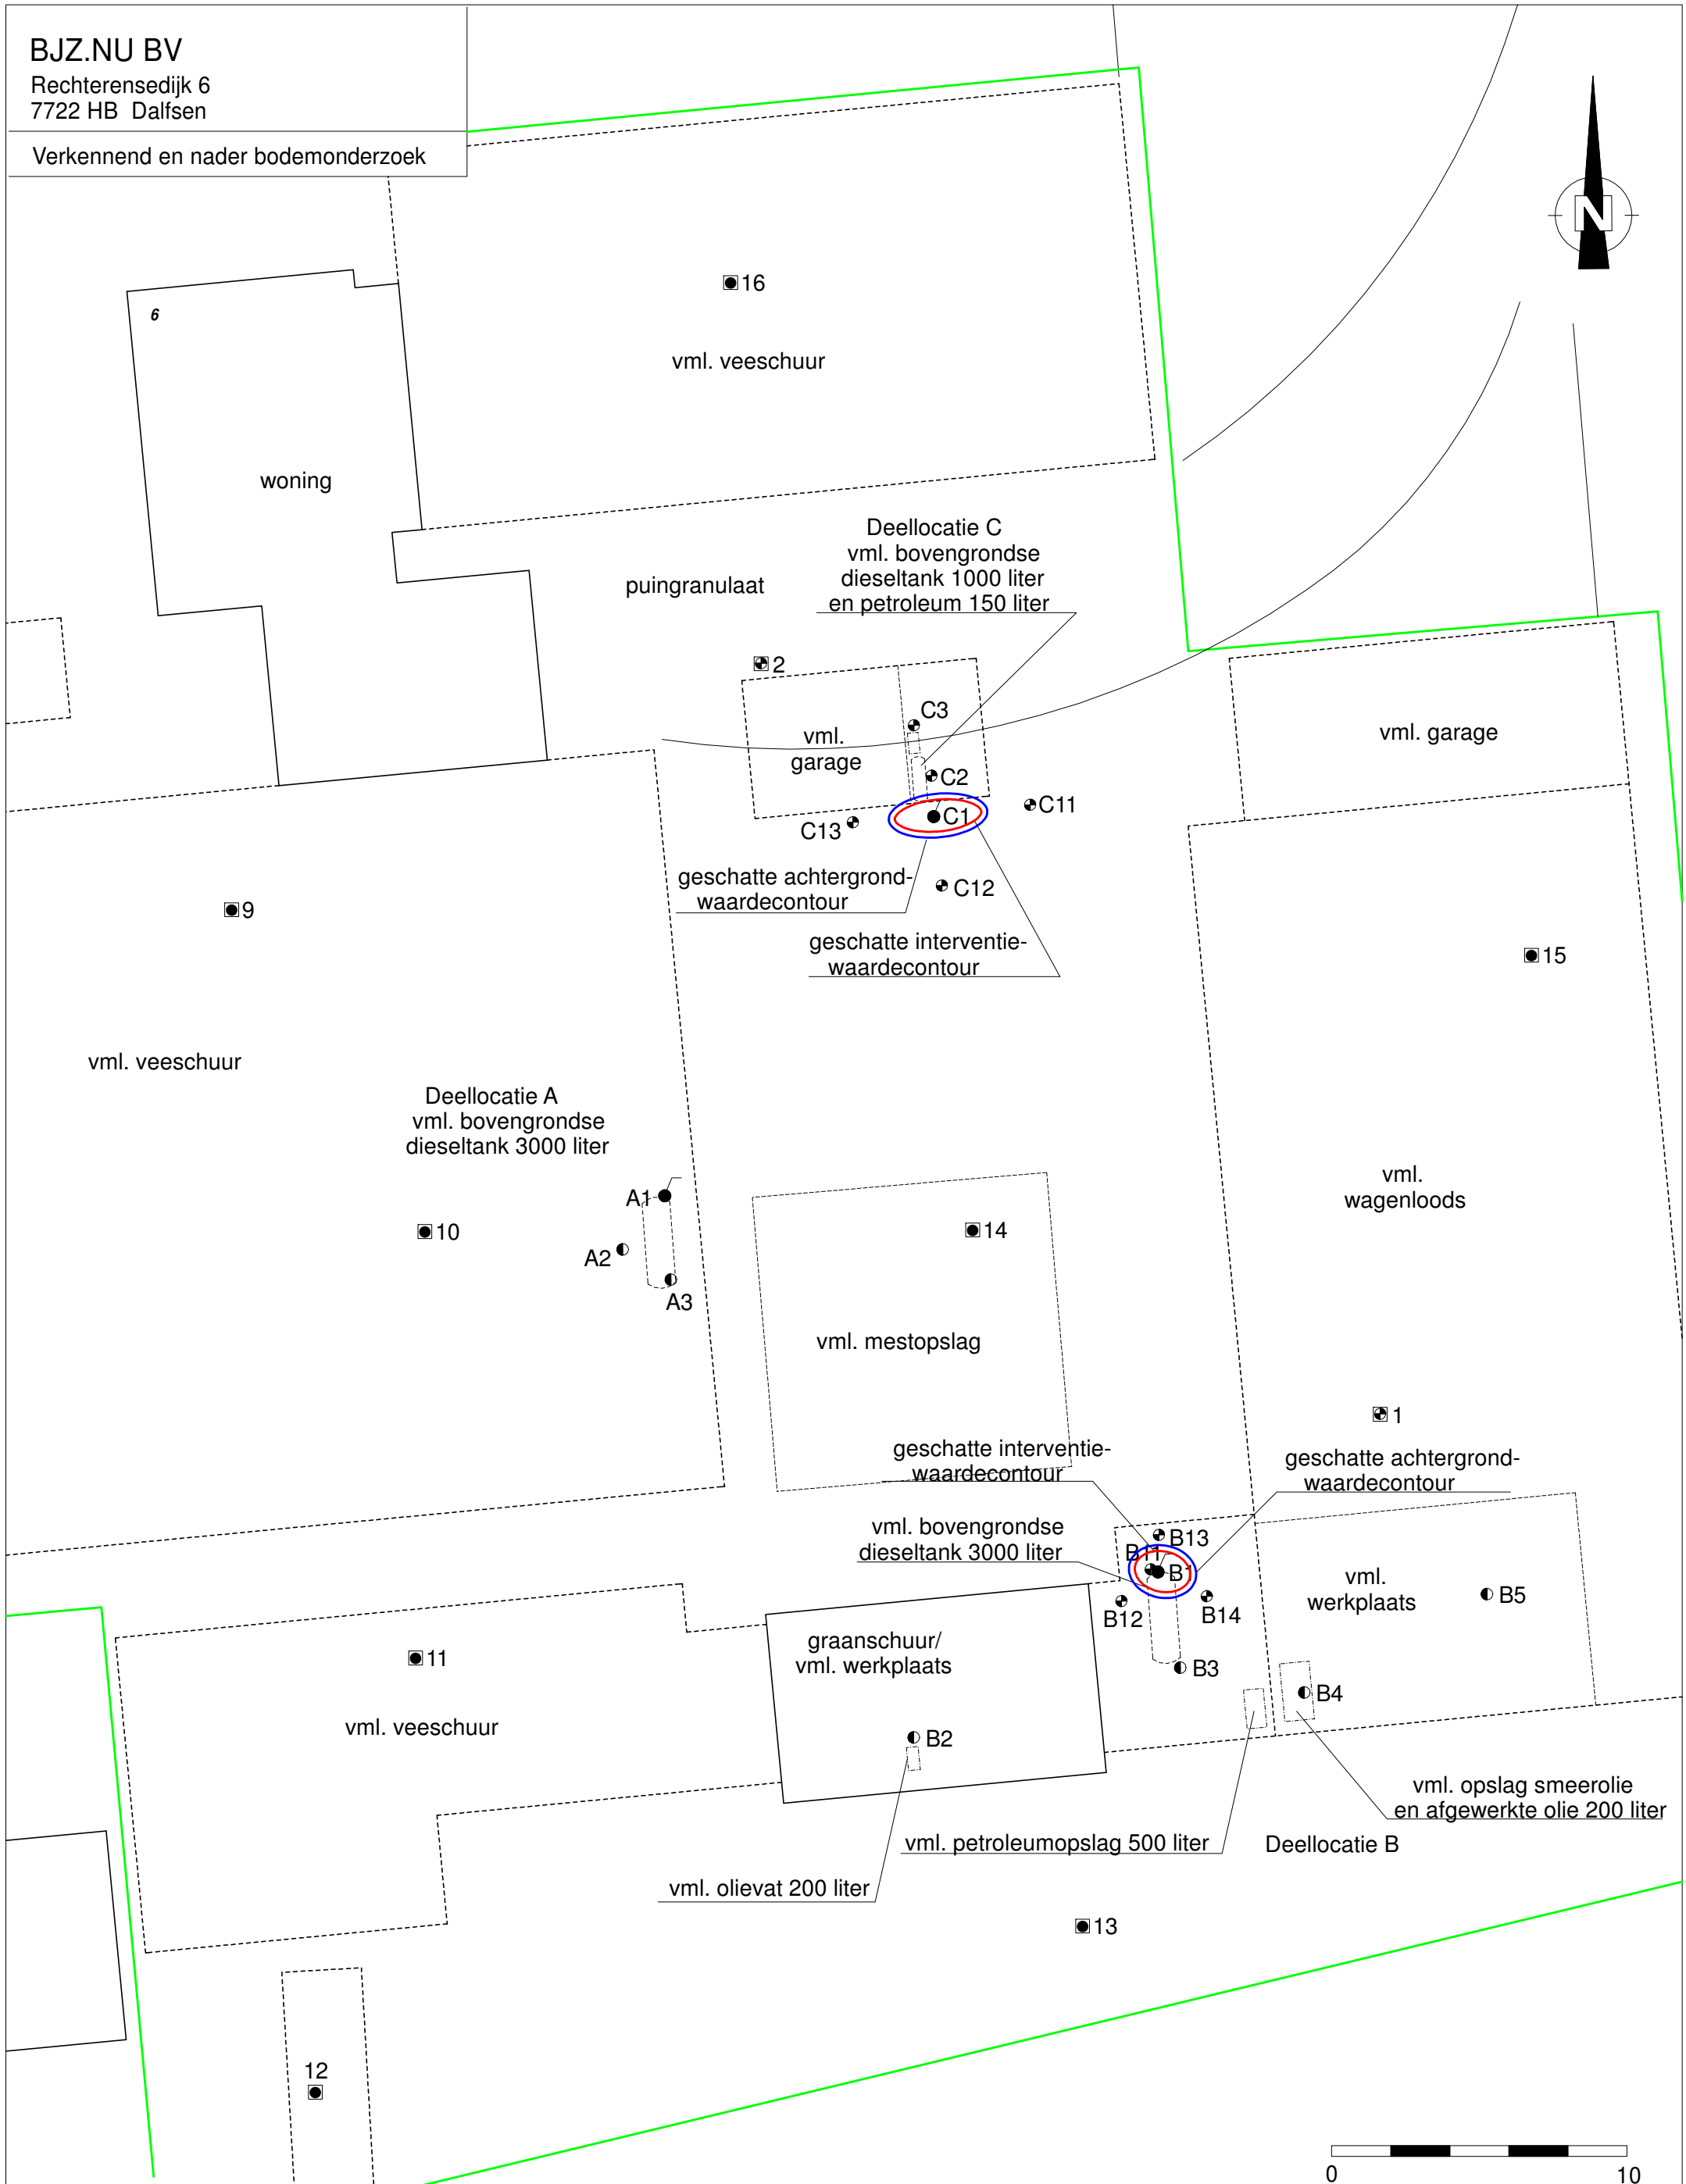 BJZ.NU BV
Rechterensedijk 6
7722 HB Dalfsen
Verkennend en nader bodemonderzoek
N
16
6
vml. veeschuur
woning
Deellocatie C
vml. bovengrondse
dieseltank 1000 liter
en petroleum 150 liter
puingranulaat
2
C3
vml.
garage
vml. garage
C2
C11
C1
C13
geschatte achtergrond-
waardecontour
C12
9
geschatte interventie-
waardecontour
15
vml. veeschuur
Deellocatie A
vml. bovengrondse
dieseltank 3000 liter
vml.
wagenloods
A1
10
14
A2
A3
vml. mestopslag
1
geschatte interventie-
waardecontour
geschatte achtergrond-
waardecontour
vml. bovengrondse
dieseltank 3000 liter
B13
B11
B1
vml.
werkplaats
B5
B12
B14
graanschuur/
vml. werkplaats
11
B3
B4
vml. veeschuur
B2
vml. opslag smeerolie
en afgewerkte olie 200 liter
vml. petroleumopslag 500 liter
Deellocatie B
vml. olievat 200 liter
13
12
0
10